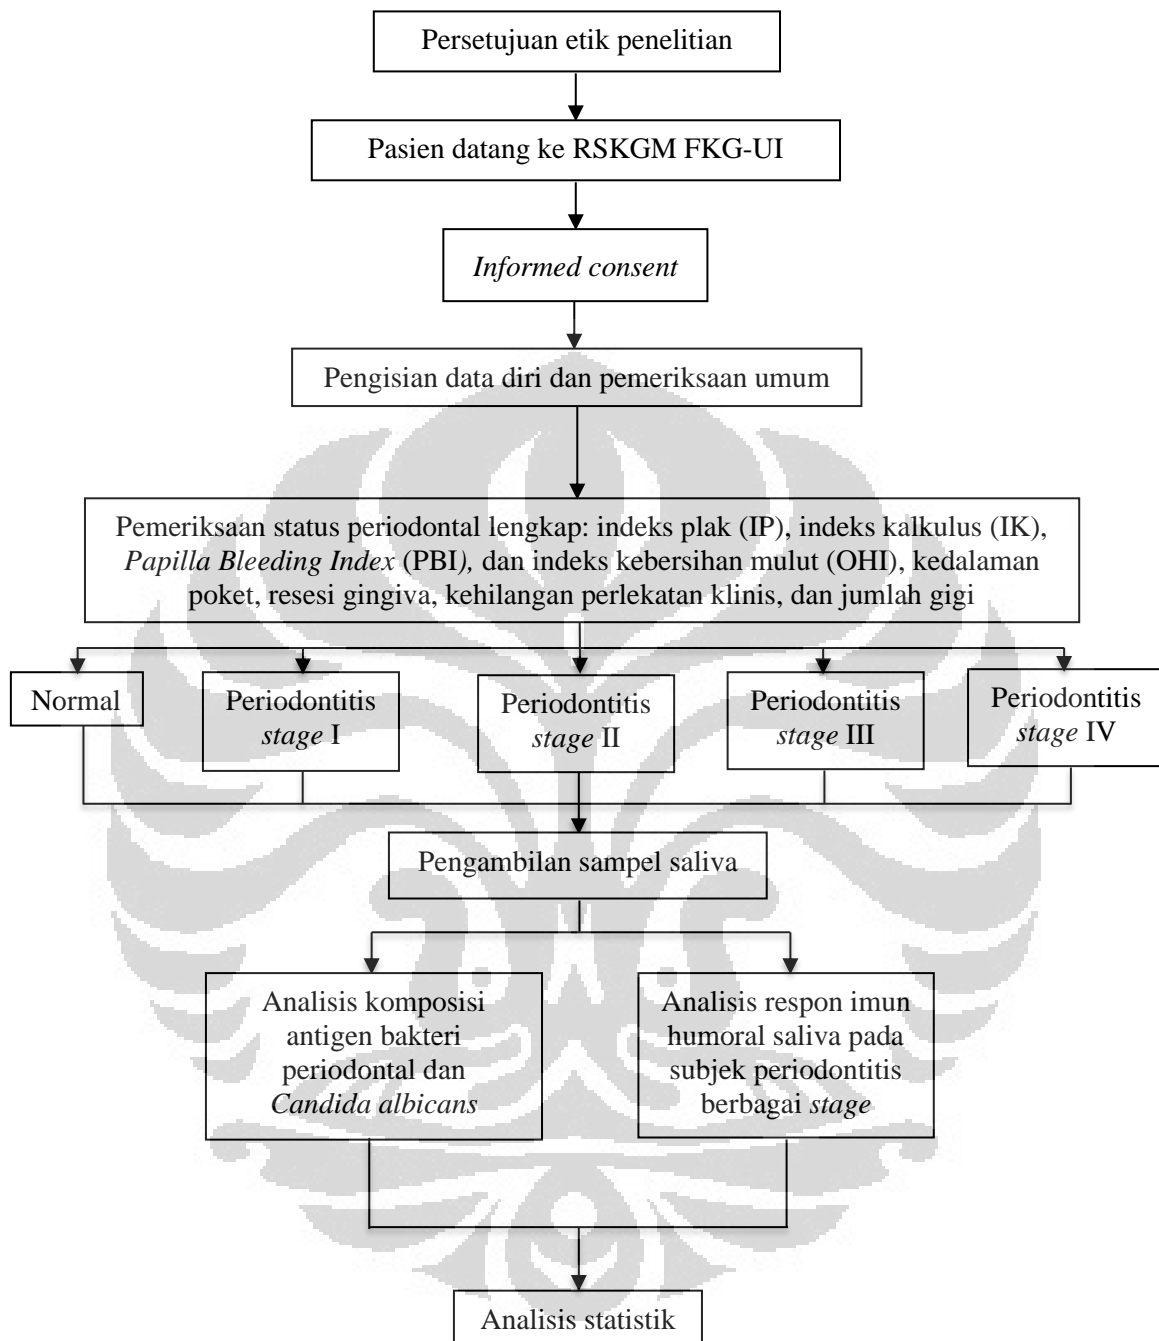 Persetujuan etik penelitian
Pasien datang ke RSKGM FKG-UI
Informed consent
Pengisian data diri dan pemeriksaan umum
Pemeriksaan status periodontal lengkap: indeks plak (IP), indeks kalkulus (IK),
Papilla Bleeding Index (PBI), dan indeks kebersihan mulut (OHI), kedalaman
poket, resesi gingiva, kehilangan perlekatan klinis, dan jumlah gigi
Normal
Periodontitis
stage I
Periodontitis
stage II
Periodontitis
stage III
Periodontitis
stage IV
Pengambilan sampel saliva
Analisis komposisi
antigen bakteri
periodontal dan
Candida albicans
Analisis respon imun
humoral saliva pada
subjek periodontitis
berbagai stage
Analisis statistik